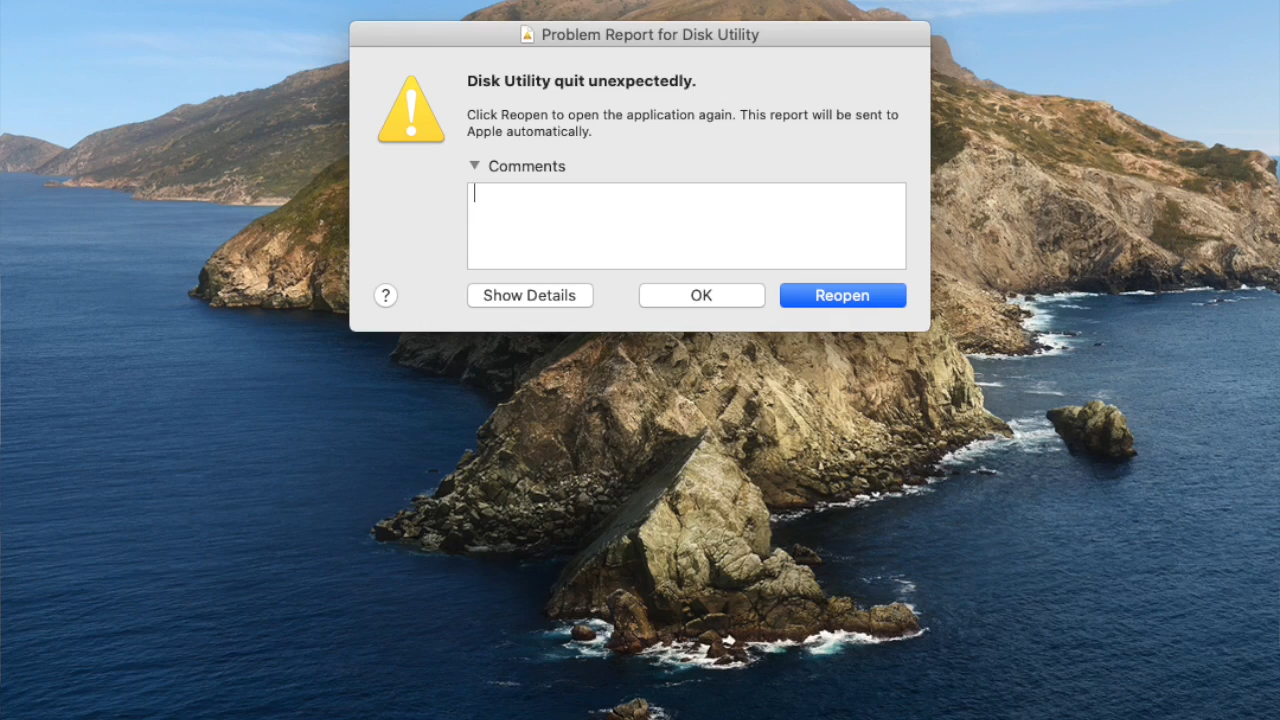 Problem Report for Disk Utility
Disk Utility quit unexpectedly.
Click Reopen to open the application again. This report will be sent to
Apple automatically.
Comments
?
Show Details
OK
Reopen